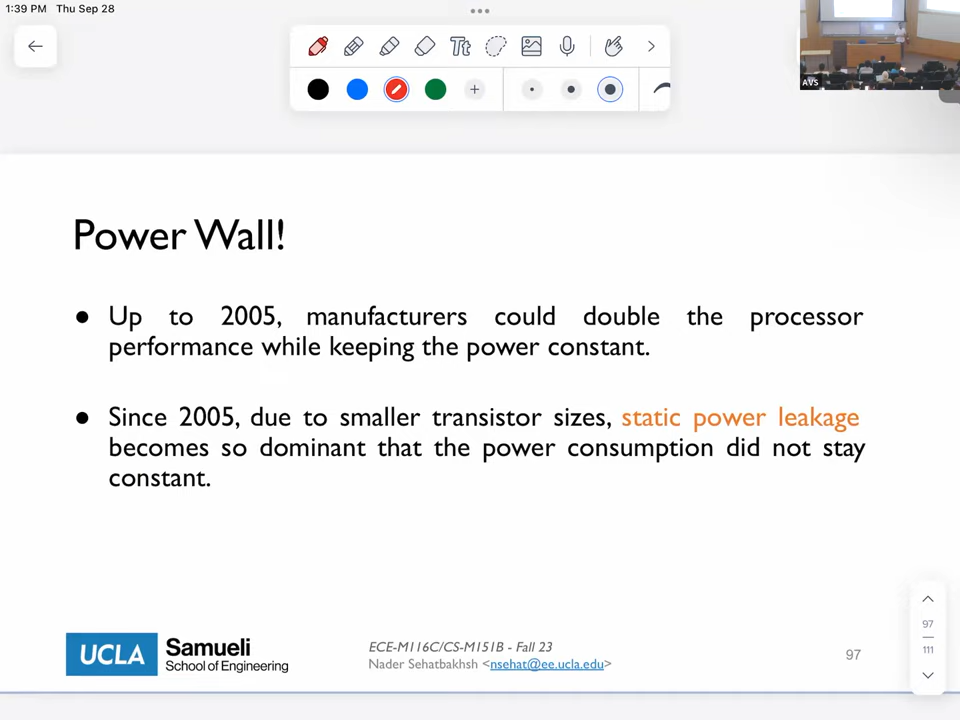 1:39 PM Thu Sep 28
Tt
AVS
Power Wall!
● Up to 2005, manufacturers could double the processor
performance while keeping the power constant.
● Since 2005, due to smaller transistor sizes, static power leakage
becomes so dominant that the power consumption did not stay
constant.
97
111
UCLA Samueli
School of Engineering
ECE-M116C/CS-M151B - Fall 23
Nader Sehatbakhsh <nsehat@ee.ucla.edu>
97